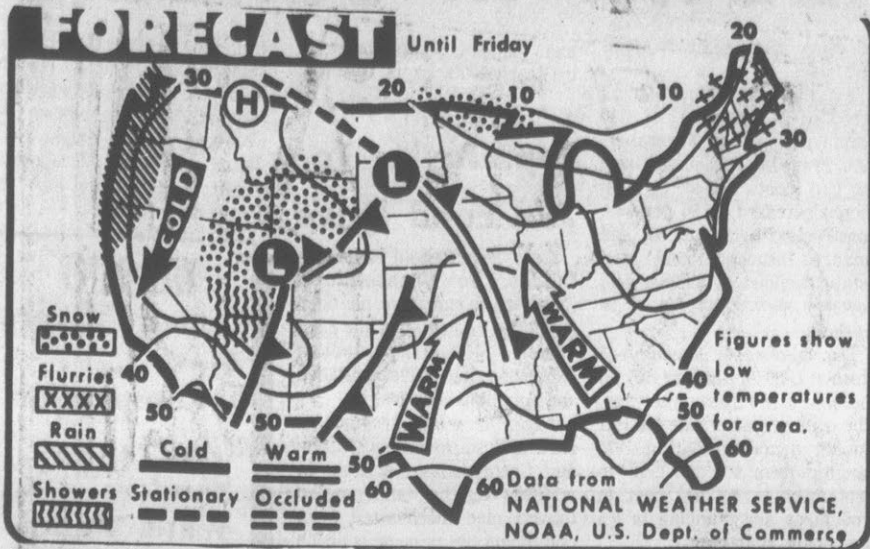 FORECAST
Until Friday
30
H
20
10
10
20
30
COLD
L
L
WARM
WARM
Snow
Flurries
XXXX
Rain
Showers
40
50
50
50
60
60
40
50
60
Cold
Warm
Stationary
Occluded
Figures show
low
temperatures
for area.
Data from
NATIONAL WEATHER SERVICE,
NOAA, U.S. Dept. of Commerce